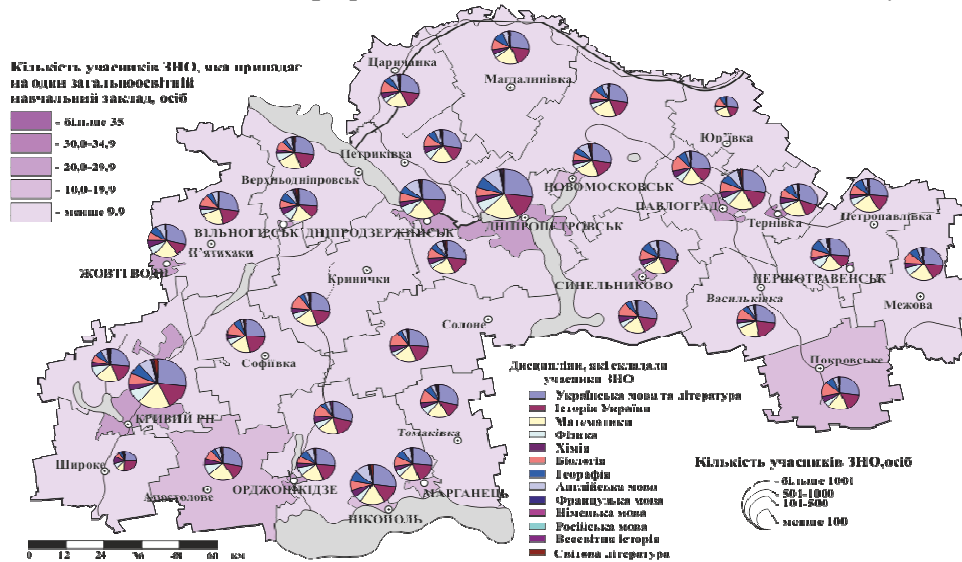 Кількість учасників ЗНО, яка припадає
на один загальноосвітній
навчальний заклад, осіб
- більше 35
- 30,0-34,9
- 20,0-29,9
- 10,0-19,9
- менше 9.9
Царичанка
Магдалинівка
Юр'ївка
Петриківка
Верхньодніпровськ
НОВОМОСКОВСЬК
ПАВЛОГРАД
Тернівка
Петропавлівка
ВІЛЬНОГІРСЬК
ДНІПРОДЗЕРЖИНСЬК
ДНІПРОПЕТРОВСЬК
П'ятихатки
ЖОВТІ ВОДИ
Кринички
СИНЕЛЬНИКОВО
ПЕРШОТРАВЕНСЬК
Васильківка
Межова
Солоне
Софіївка
Покровське
КРИВИЙ РІГ
Томаківка
Широке
Апостолове
ОРДЖОНІКІДЗЕ
МАРГАНЕЦЬ
НІКОПОЛЬ
Дисципліни, які складали
учасники ЗНО
Українська мова та література
Історія України
Математики
Фізика
Хімія
Біологія
Географія
Англійська мова
Французька мова
Німецька мова
Російська мова
Всесвітня історія
Світова література
Кількість учасників ЗНО,осіб
більше 1001
501-1000
101-500
менше 100
0 12 24 36 48 60 км